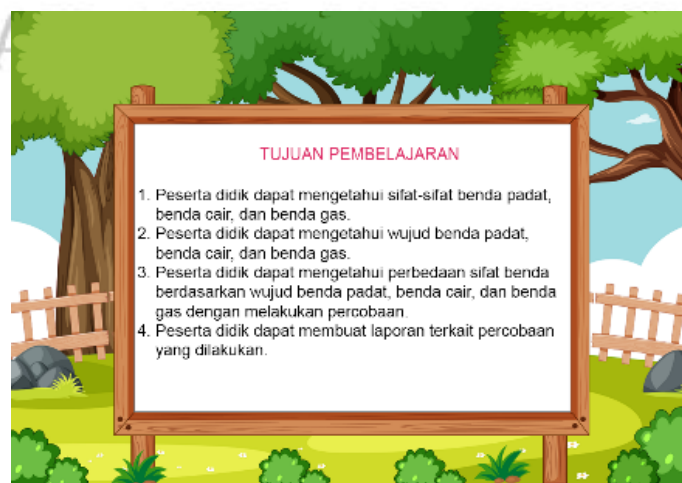 TUJUAN PEMBELAJARAN
1. Peserta didik dapat mengetahui sifat-sifat benda padat,
benda cair, dan benda gas.
2. Peserta didik dapat mengetahui wujud benda padat,
benda cair, dan benda gas.
3. Peserta didik dapat mengetahui perbedaan sifat benda
berdasarkan wujud benda padat, benda cair, dan benda
gas dengan melakukan percobaan.
4. Peserta didik dapat membuat laporan terkait percobaan
yang dilakukan.